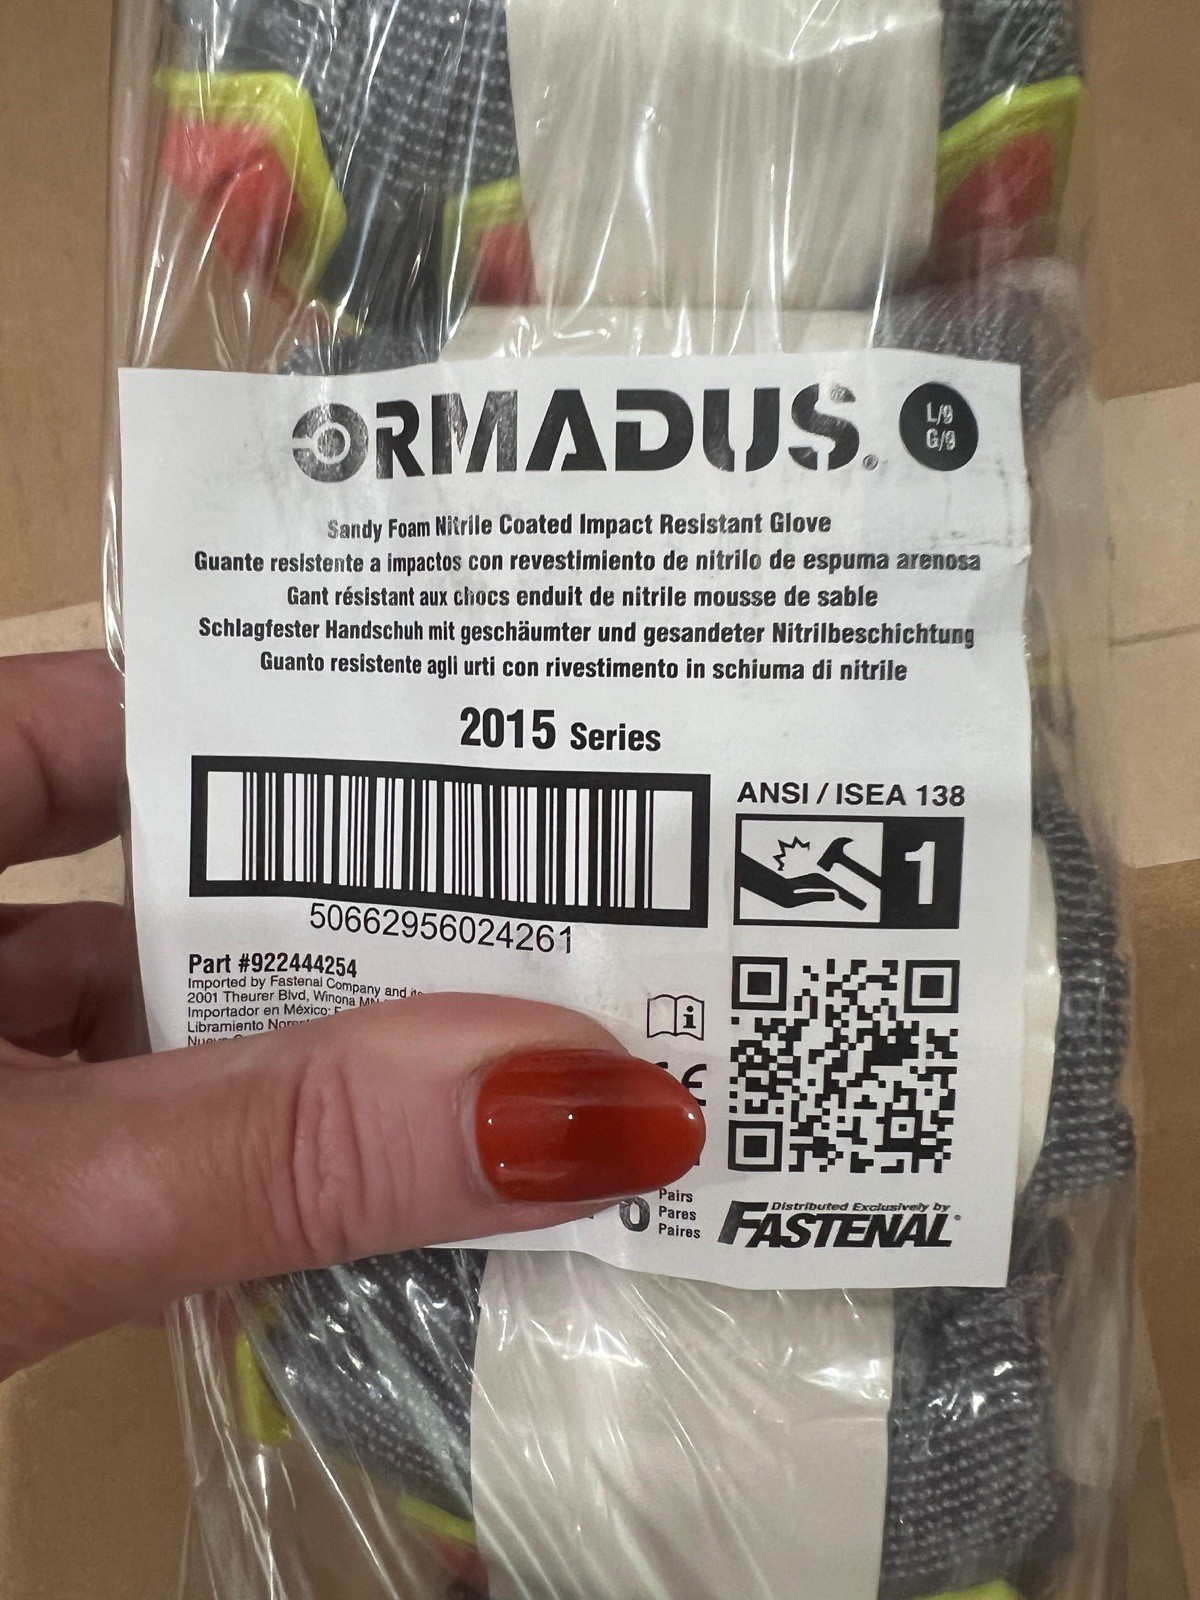 ORMADUS®
L/9
G/9
Sandy Foam Nitrile Coated Impact Resistant Glove
Guante resistente a impactos con revestimiento de nitrilo de espuma arenosa
Gant résistant aux chocs enduit de nitrile mousse de sable
Schlagfester Handschuh mit geschäumter und gesandeter Nitrilbeschichtung
Guanto resistente agli urti con rivestimento in schiuma di nitrile
2015 Series
50662956024261
ANSI / ISEA 138
1
Part #922444254
Imported by Fastenal Company and
2001 Theurer Blvd, Winona MN
Importador en México:
Libramiento
i
Pairs
Pares
Paires
Distributed Exclusively by
FASTENAL®